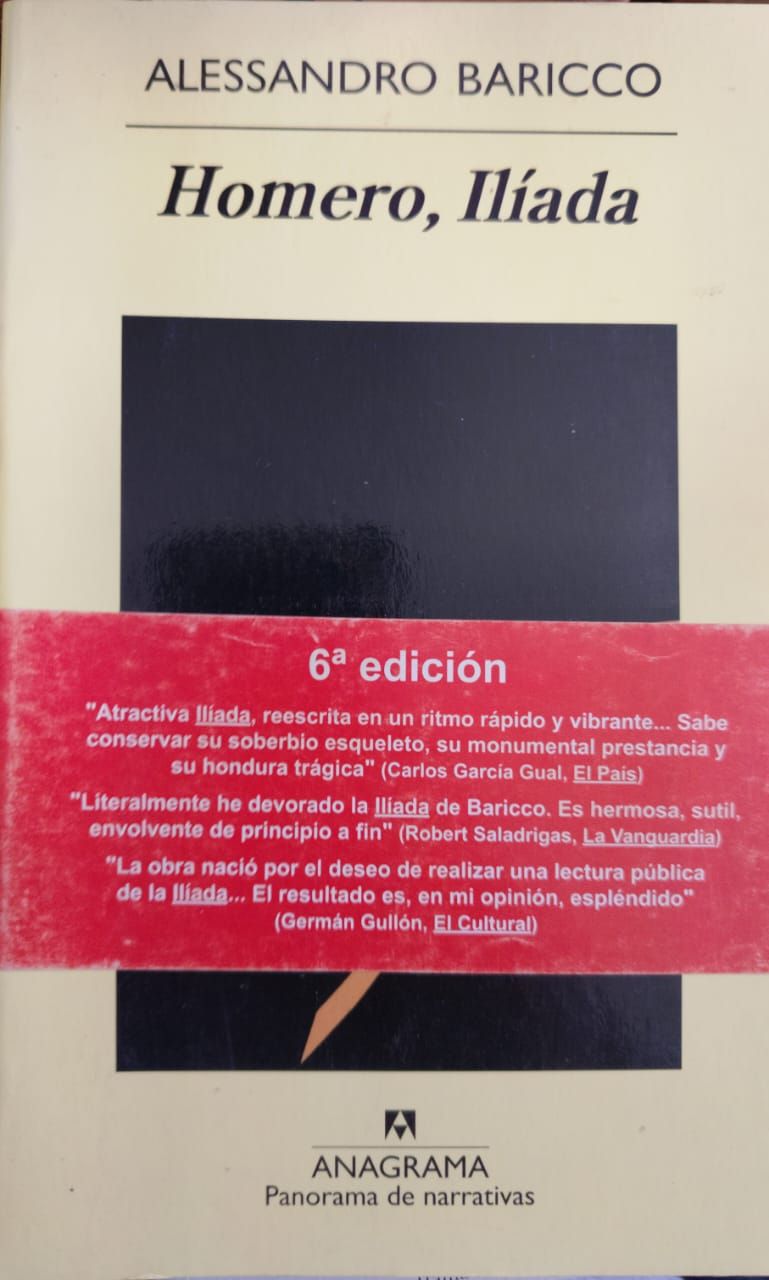 ALESSANDRO BARICCO
Homero, Ilíada
6ª edición
"Atractiva Ilíada, reescrita en un ritmo rápido y vibrante... Sabe
conservar su soberbio esqueleto, su monumental prestancia y
su hondura trágica" (Carlos García Gual, El País)
"Literalmente he devorado la Ilíada de Baricco. Es hermosa, sutil,
envolvente de principio a fin" (Robert Saladrigas, La Vanguardia)
"La obra nació por el deseo de realizar una lectura pública
de la Ilíada... El resultado es, en mi opinión, espléndido"
(Germán Gullón, El Cultural)
ANAGRAMA
Panorama de narrativas